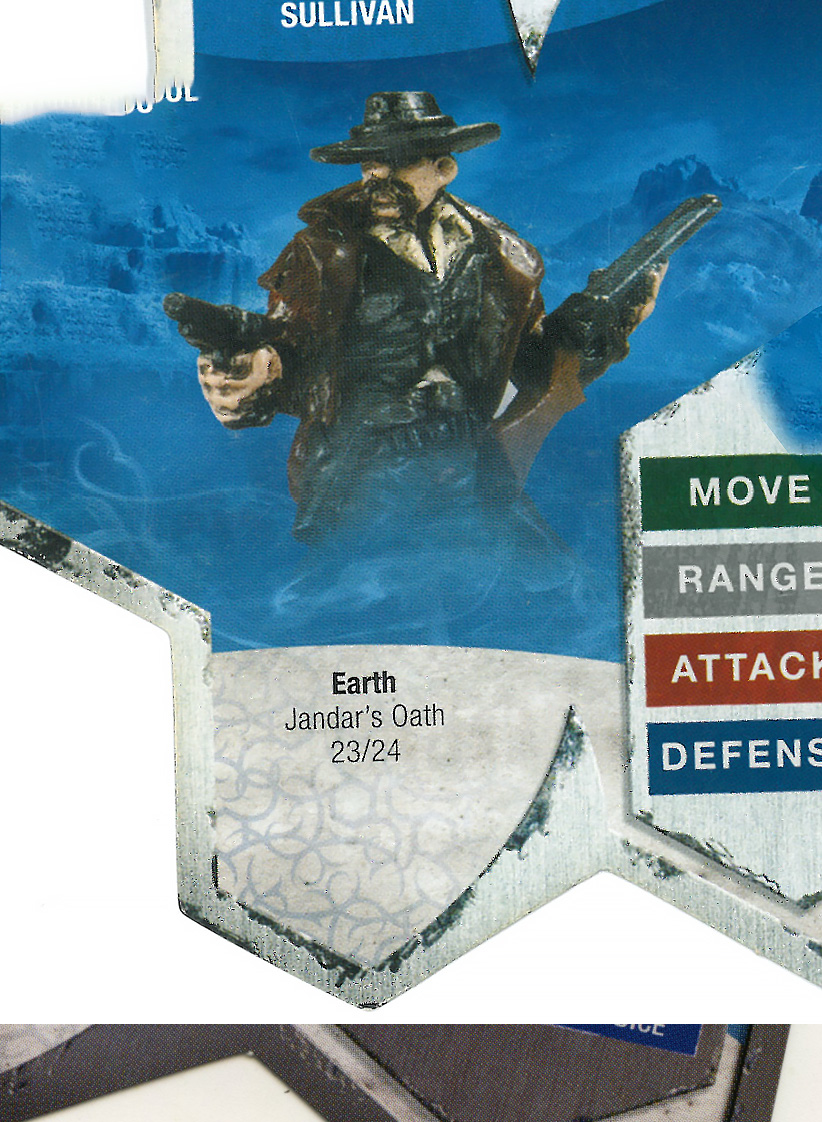 SULLIVAN
MOVE
RANGE
ATTACK
DEFENS
Earth
Jandar's Oath
23/24